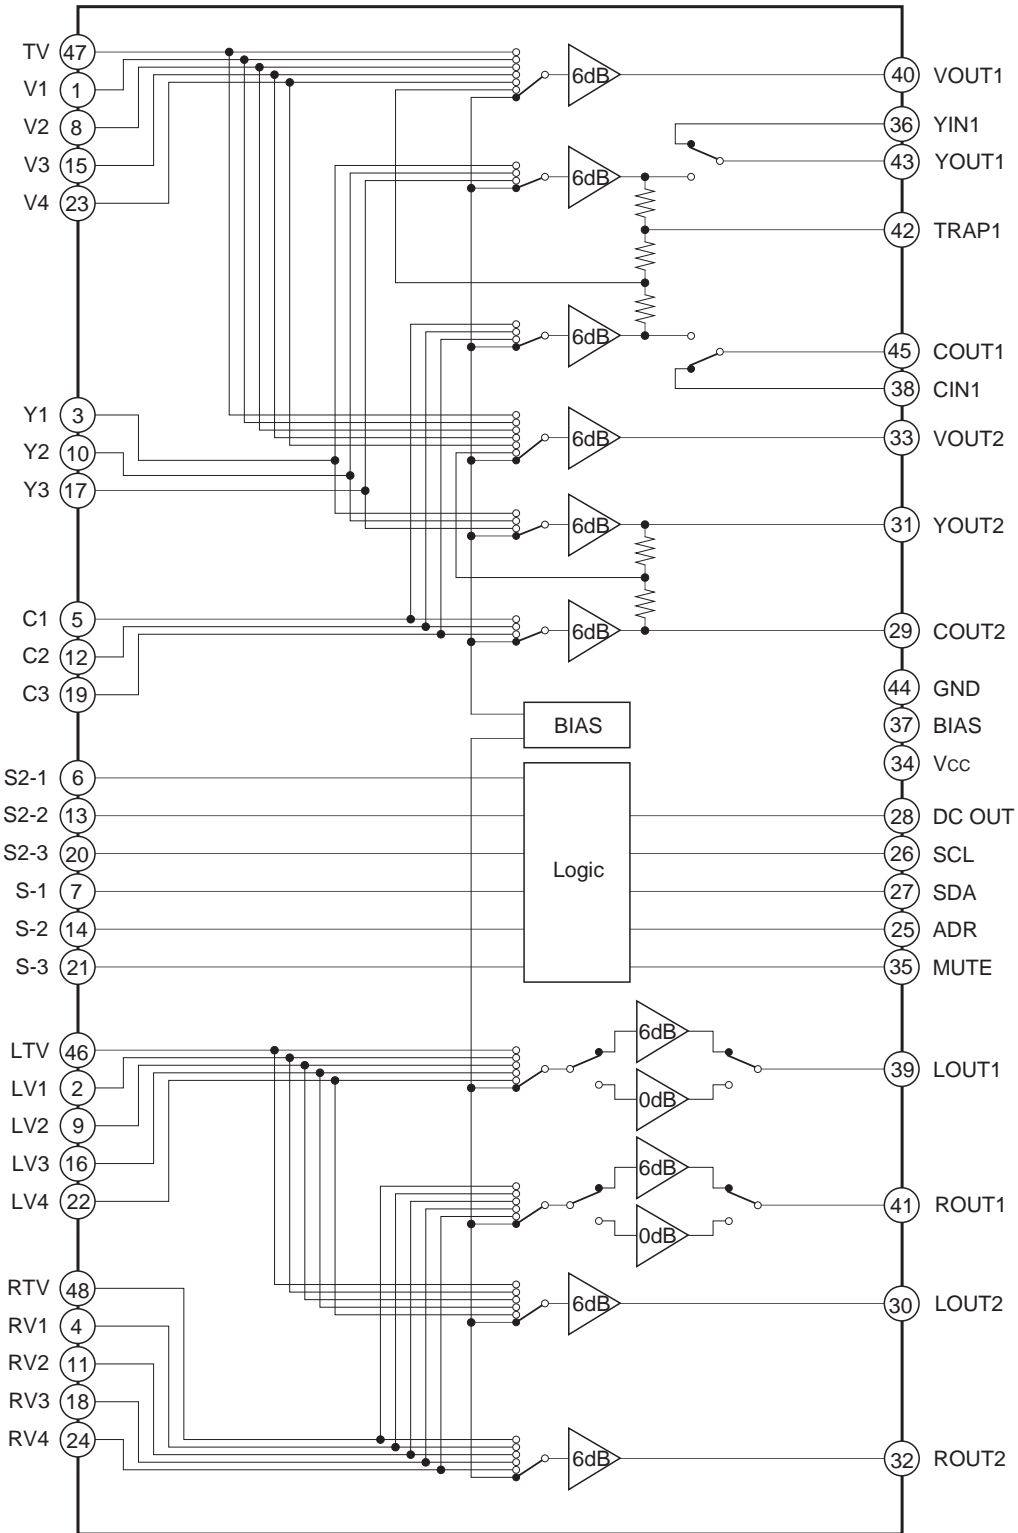 TV 47
V1 1
V2 8
V3 15
V4 23
Y1 3
Y2 10
Y3 17
C1 5
C2 12
C3 19
S2-1 6
S2-2 13
S2-3 20
S-1 7
S-2 14
S-3 21
LTV 46
LV1 2
LV2 9
LV3 16
LV4 22
RTV 48
RV1 4
RV2 11
RV3 18
RV4 24
6dB
6dB
6dB
6dB
6dB
6dB
BIAS
Logic
6dB
0dB
6dB
0dB
6dB
6dB
40 VOUT1
36 YIN1
43 YOUT1
42 TRAP1
45 COUT1
38 CIN1
33 VOUT2
31 YOUT2
29 COUT2
44 GND
37 BIAS
34 VCC
28 DC OUT
26 SCL
27 SDA
25 ADR
35 MUTE
39 LOUT1
41 ROUT1
30 LOUT2
32 ROUT2